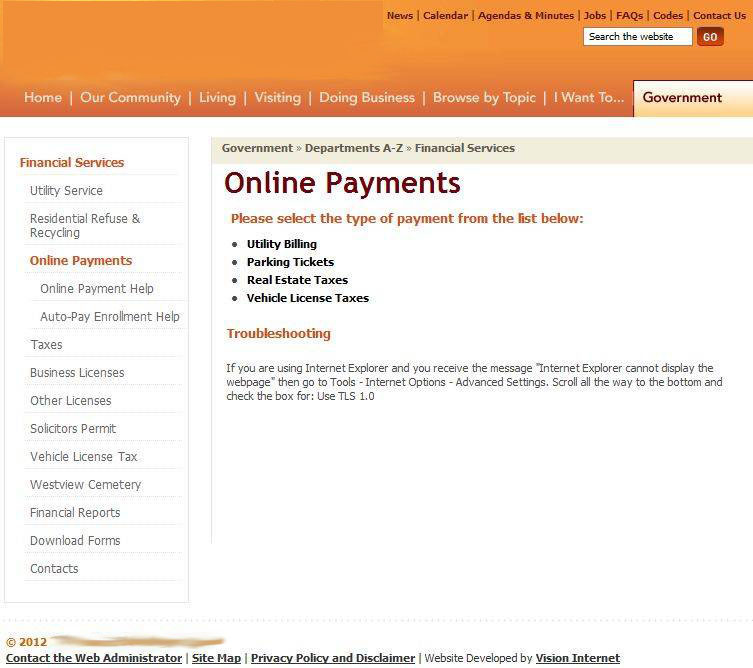 News | Calendar | Agendas & Minutes | Jobs | FAQs | Codes | Contact Us
Search the website GO
Home | Our Community | Living | Visiting | Doing Business | Browse by Topic | I Want To... Government
Financial Services
Utility Service
Residential Refuse &
Recycling
Online Payments
Online Payment Help
Auto-Pay Enrollment Help
Taxes
Business Licenses
Other Licenses
Solicitors Permit
Vehicle License Tax
Westview Cemetery
Financial Reports
Download Forms
Contacts
Government » Departments A-Z » Financial Services
Online Payments
Please select the type of payment from the list below:
• Utility Billing
• Parking Tickets
• Real Estate Taxes
• Vehicle License Taxes
Troubleshooting
If you are using Internet Explorer and you receive the message "Internet Explorer cannot display the
webpage" then go to Tools - Internet Options - Advanced Settings. Scroll all the way to the bottom and
check the box for: Use TLS 1.0
© 2012
Contact the Web Administrator | Site Map | Privacy Policy and Disclaimer | Website Developed by Vision Internet